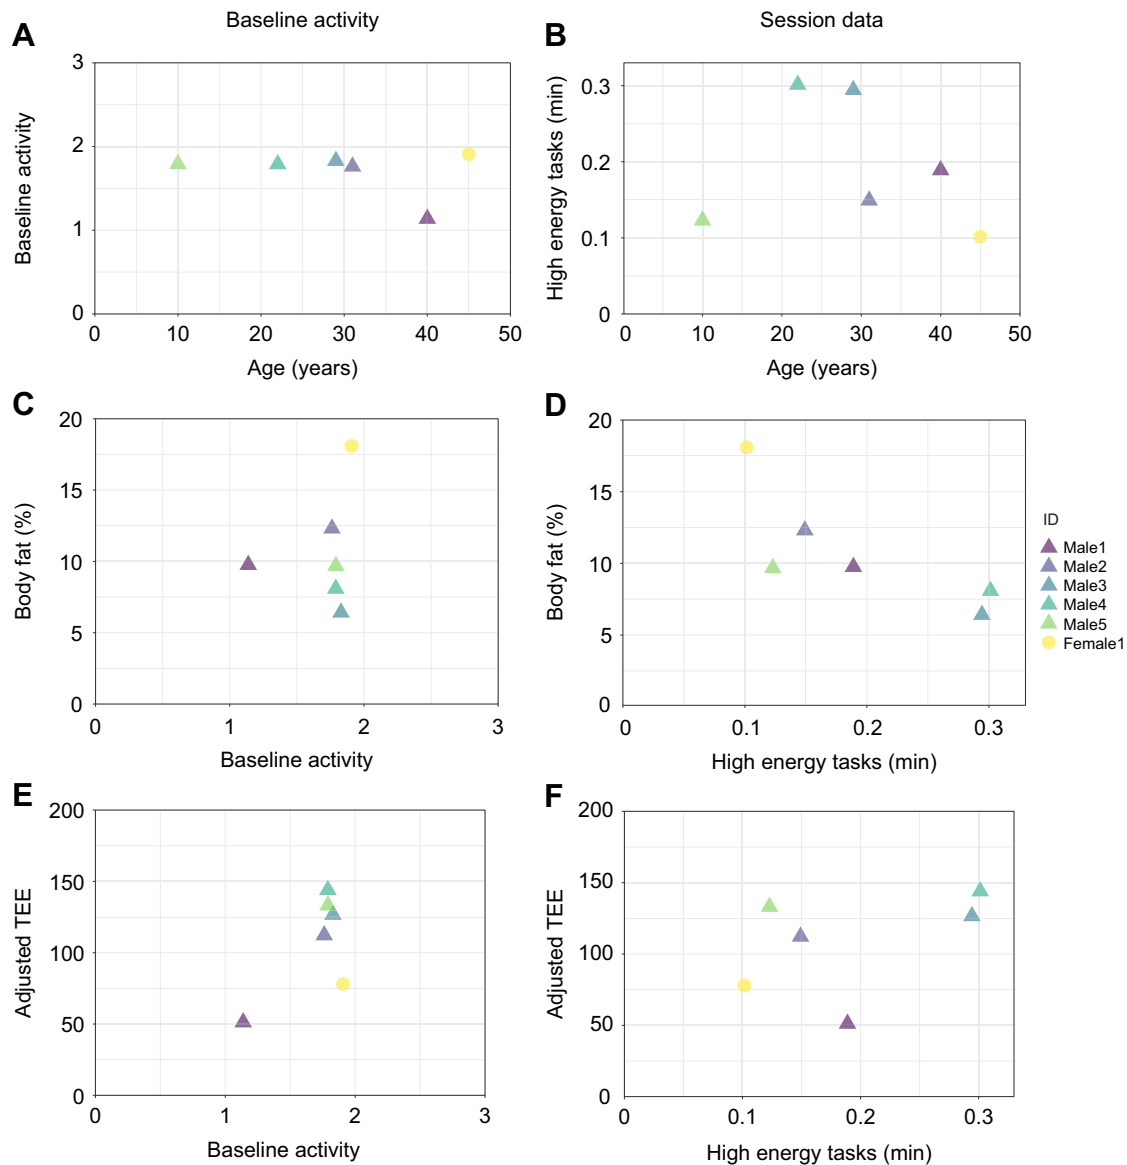 Baseline activity
Session data
A
B
3
2
1
0
Baseline activity
0 10 20 30 40 50
Age (years)
0.3
0.2
0.1
0
High energy tasks (min)
0 10 20 30 40 50
Age (years)
C
D
20
15
10
5
0
Body fat (%)
0 1 2 3
Baseline activity
20
15
10
5
0
Body fat (%)
0 0.1 0.2 0.3
High energy tasks (min)
ID
Male1
Male2
Male3
Male4
Male5
Female1
E
F
200
150
100
50
0
Adjusted TEE
0 1 2 3
Baseline activity
200
150
100
50
0
Adjusted TEE
0 0.1 0.2 0.3
High energy tasks (min)